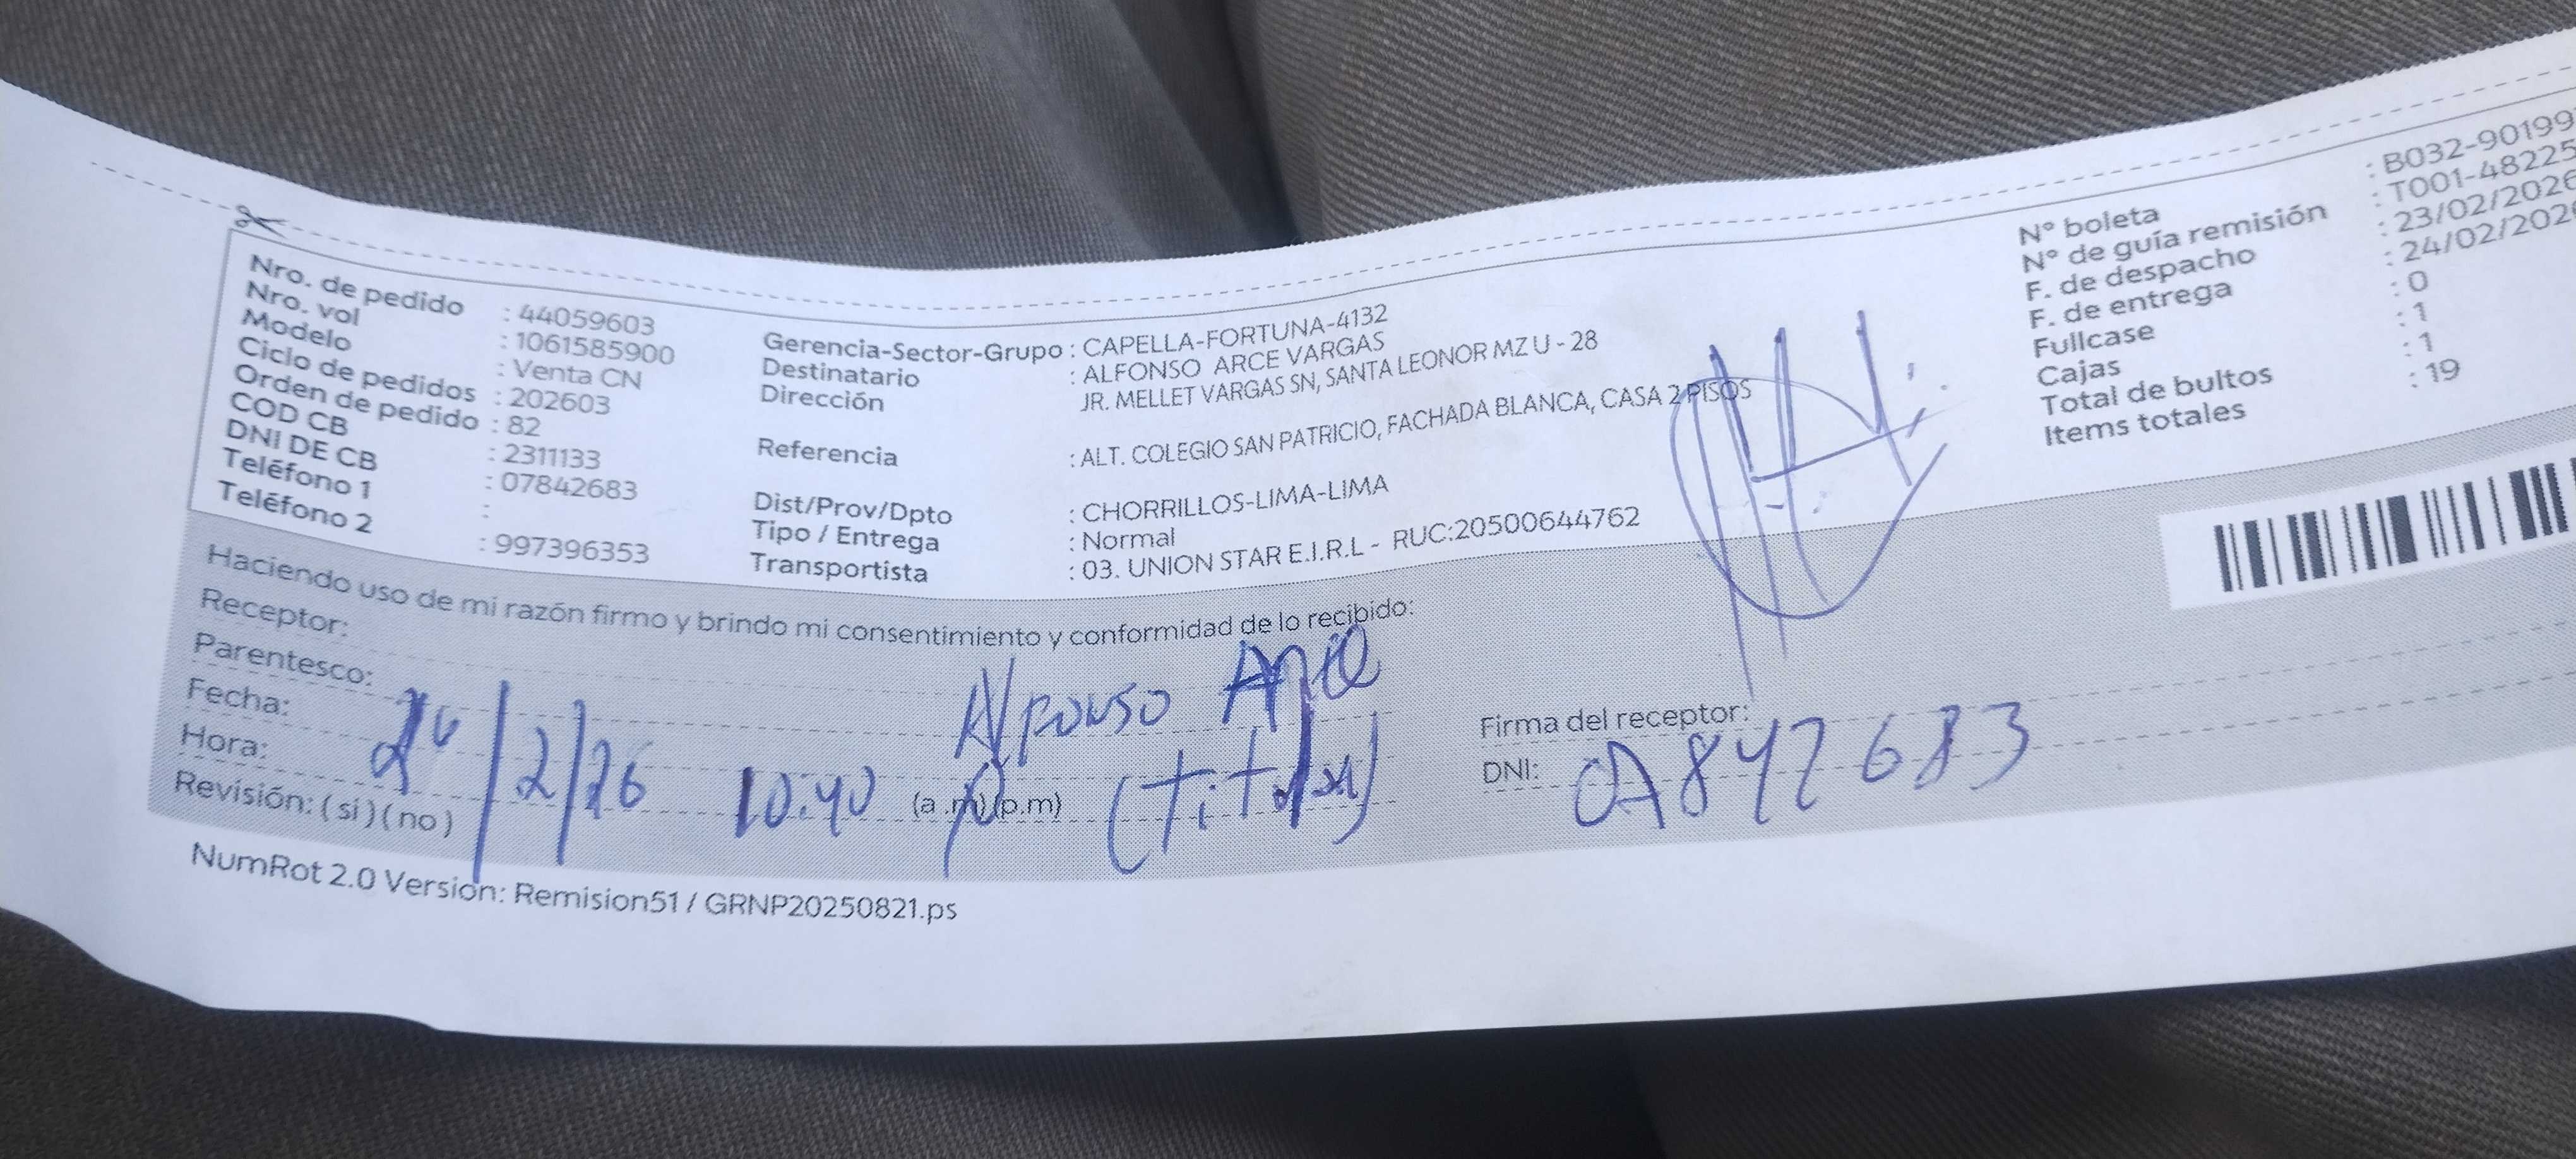 Nro. de pedido : 44059603
Nro. vol : 1061585900
Modelo : Venta CN
Ciclo de pedidos : 202603
Orden de pedido : 82
COD CB : 2311133
DNI DE CB : 07842683
Teléfono 1 :
Teléfono 2 : 997396353
Gerencia-Sector-Grupo : CAPELLA-FORTUNA-4132
Destinatario : ALFONSO ARCE VARGAS
Dirección JR. MELLET VARGAS SN, SANTA LEONOR MZ U - 28
Referencia : ALT. COLEGIO SAN PATRICIO, FACHADA BLANCA, CASA 2 PISOS
Dist/Prov/Dpto : CHORRILLOS-LIMA-LIMA
Tipo / Entrega : Normal
Transportista : 03. UNION STAR E.I.R.L - RUC:20500644762
N° boleta : B032-90199
N° de guía remisión : T001-48225
F. de despacho : 23/02/2026
F. de entrega : 24/02/2026
Fullcase : 0
Cajas : 1
Total de bultos : 1
Items totales : 19
Haciendo uso de mi razón firmo y brindo mi consentimiento y conformidad de lo recibido:
Receptor: Alfonso Arce
Parentesco: (Titular)
Fecha: 24/2/26
Hora: 10:40 (a.m)(p.m)
Revisión: (si)(no)
Firma del receptor:
DNI: 07842683
NumRot 2.0 Version: Remision51 / GRNP20250821.ps